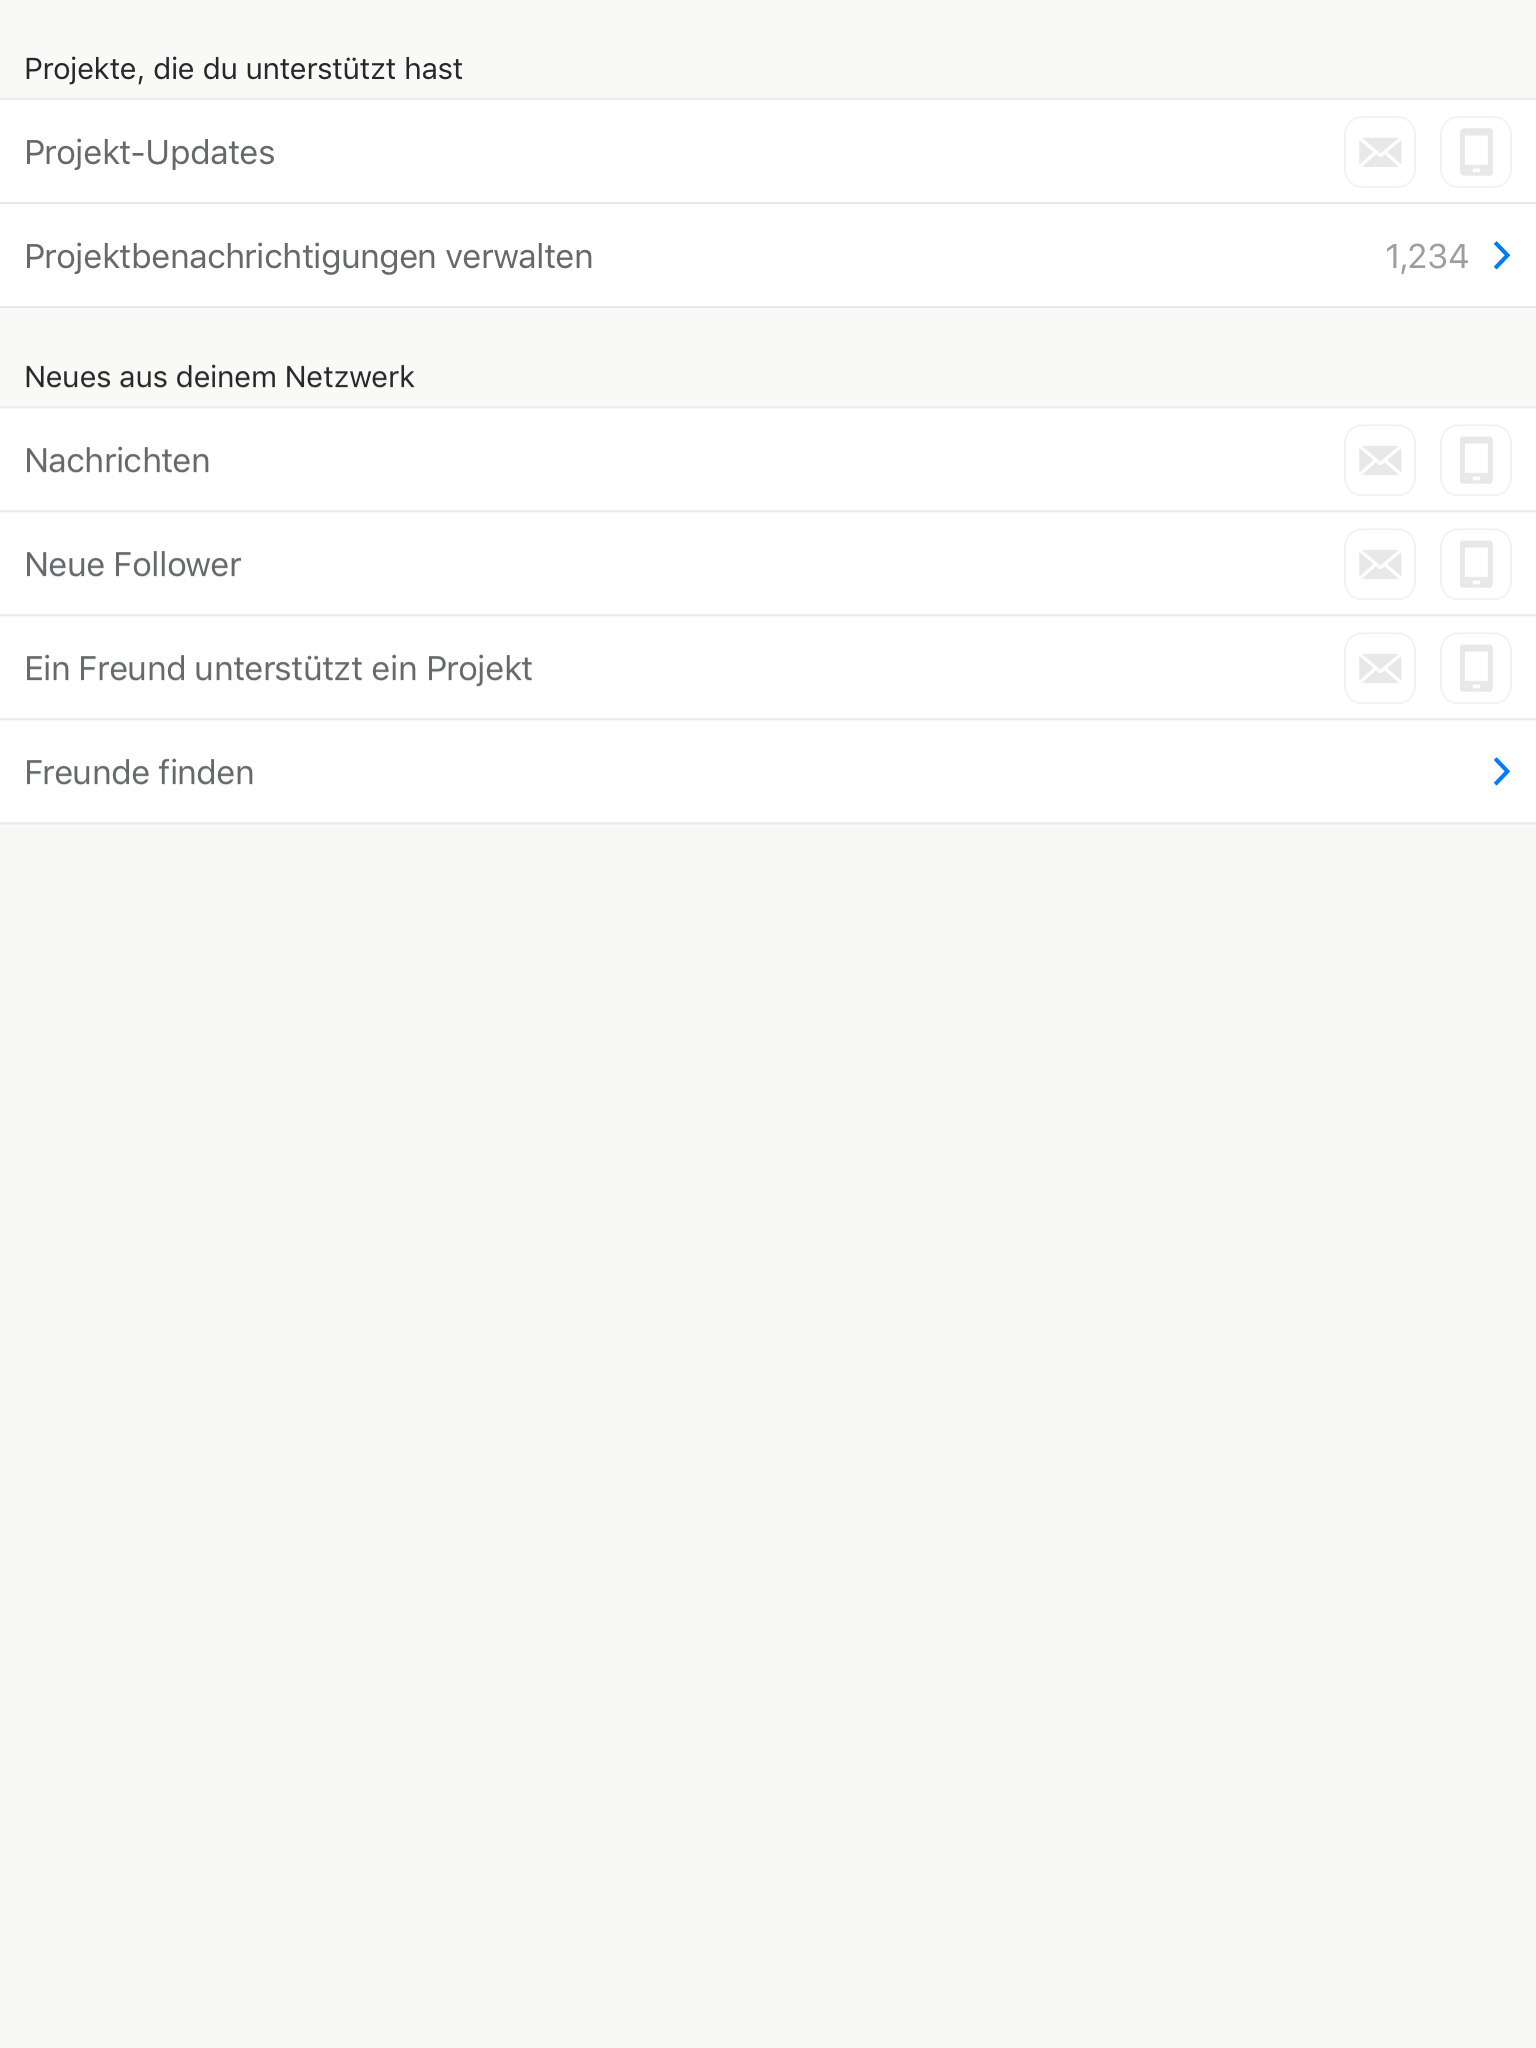 Projekte, die du unterstützt hast
Projekt-Updates
Projektbenachrichtigungen verwalten 1,234
Neues aus deinem Netzwerk
Nachrichten
Neue Follower
Ein Freund unterstützt ein Projekt
Freunde finden